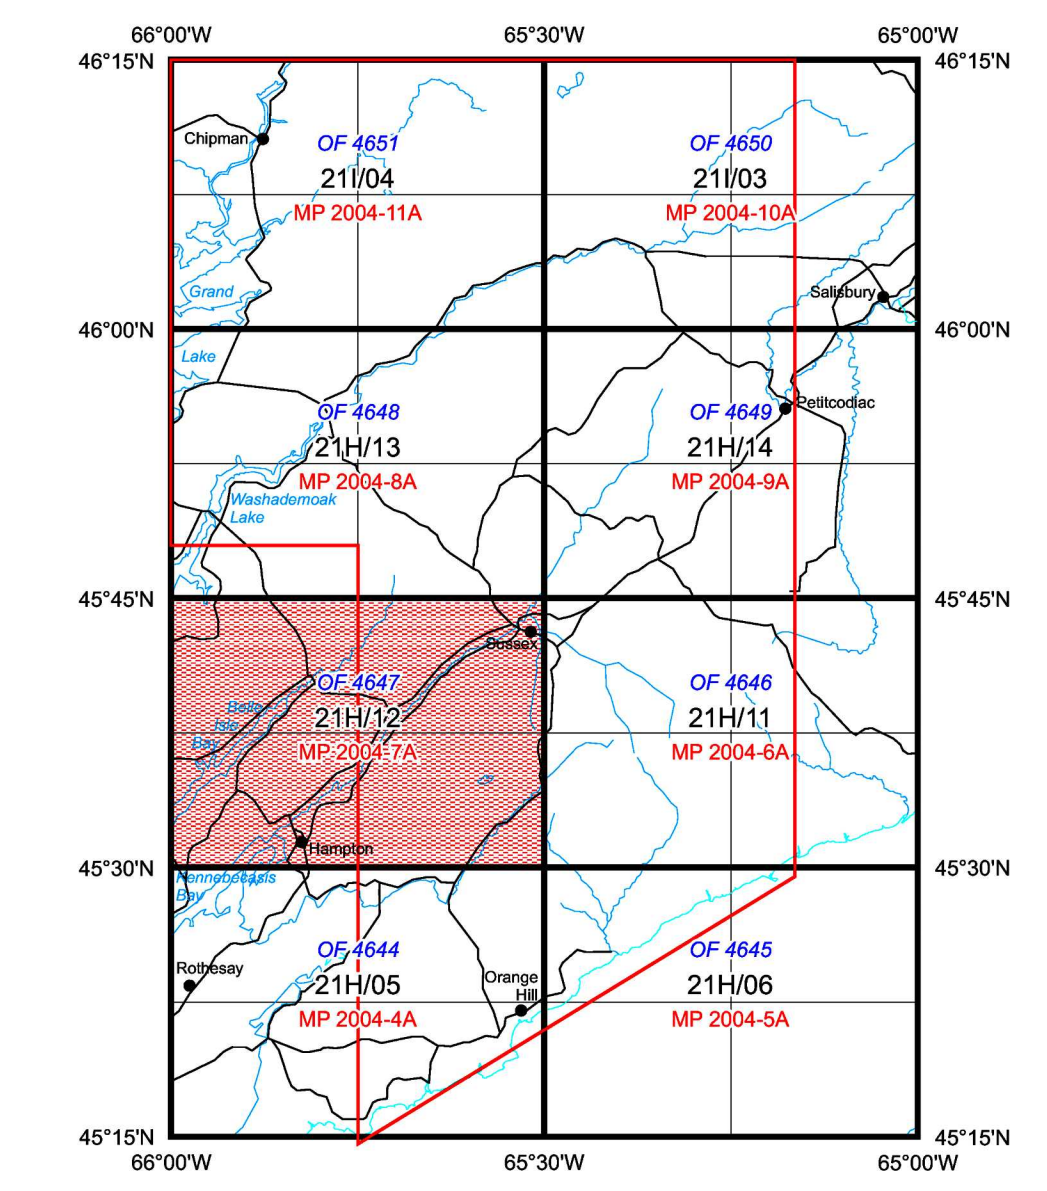 66°00'W 65°30'W 65°00'W
46°15'N 46°15'N
Chipman
OF 4651 OF 4650
21I/04 21I/03
MP 2004-11A MP 2004-10A
Grand
Salisbury
46°00'N 46°00'N
Lake
Petitcodiac
OF 4648 OF 4649
21H/13 21H/14
MP 2004-8A MP 2004-9A
Washademoak
Lake
45°45'N 45°45'N
Sussex
OF 4647 OF 4646
Belle
Isle
Bay
21H/12 21H/11
MP 2004-7A MP 2004-6A
Hampton
45°30'N 45°30'N
Kennebecasis
Bay
OF 4644 OF 4645
Rothesay
Orange
Hill
21H/05 21H/06
MP 2004-4A MP 2004-5A
45°15'N 45°15'N
66°00'W 65°30'W 65°00'W